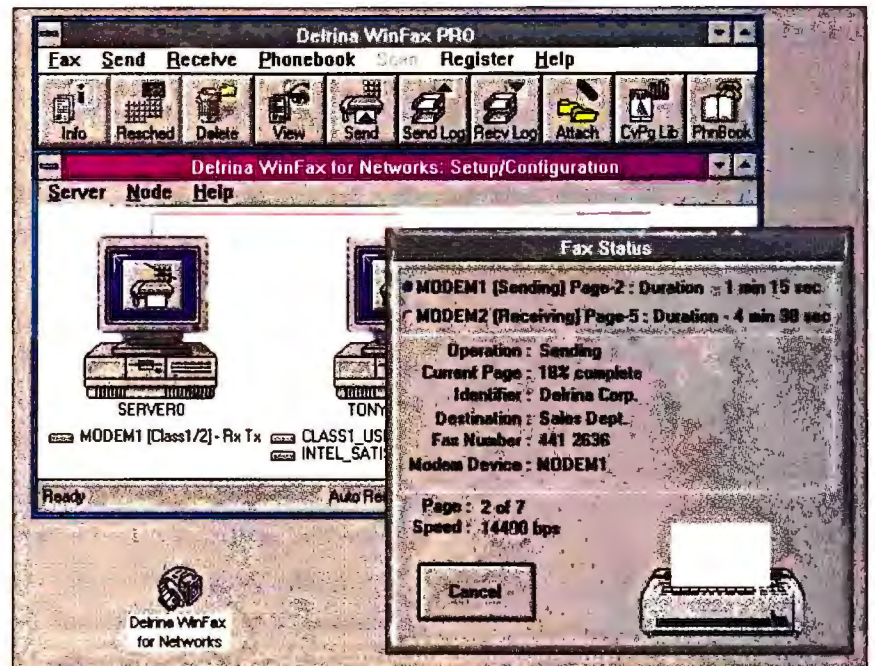 Delrina WinFax PRO
Fax Send Receive Phonebook Scan Register Help
Info Resched Delete View Send Send Log Recv Log Attach CvPg Lib PhnBook
Delrina WinFax for Networks: Setup/Configuration
Server Node Help
Fax Status
MODEM1 [Sending] Page-2 : Duration - 1 min 15 sec
MODEM2 [Receiving] Page-5 : Duration - 4 min 30 sec
Operation : Sending
Current Page : 18% complete
Identifier : Delrina Corp.
Destination : Sales Dept.
Fax Number : 441 2636
Modem Device : MODEM1
Page : 2 of 7
Speed : 14400 bps
Cancel
SERVER0
TONY
MODEM1 [Class1/2] - Rx Tx
CLASS1_US
INTEL_SATI
Ready
Auto Re
Delrina WinFax
for Networks